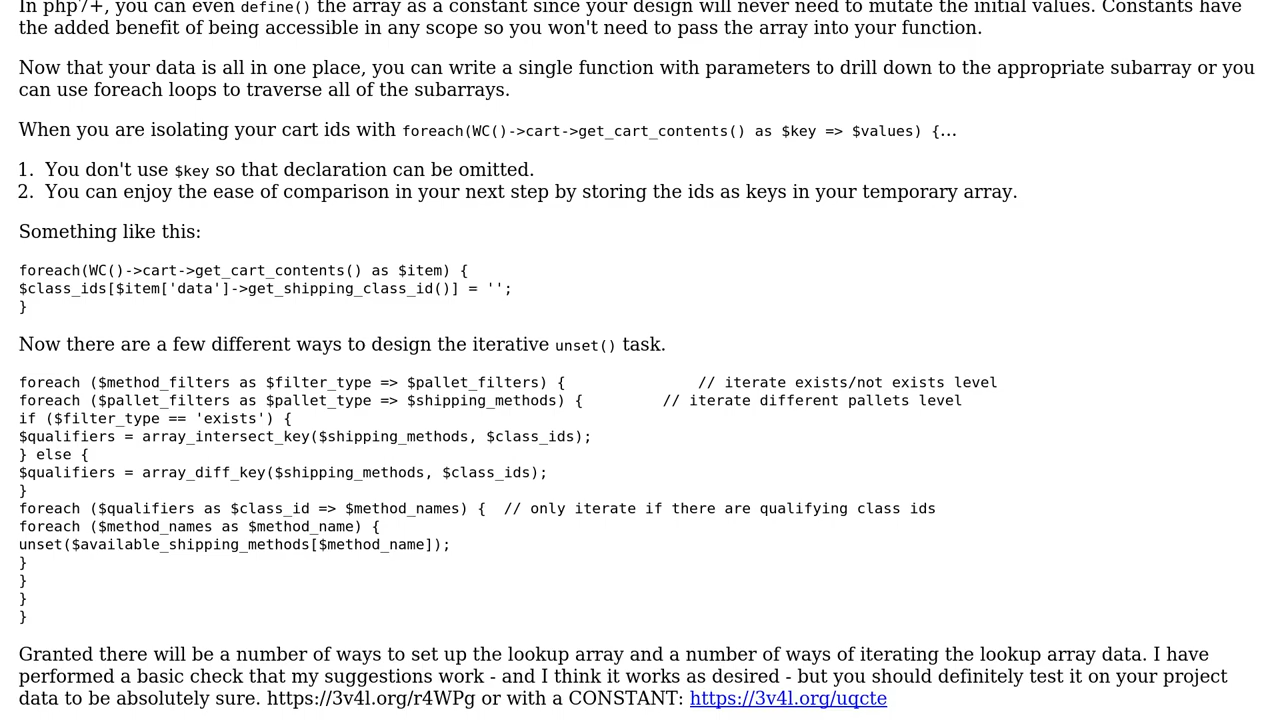 In php7+, you can even define() the array as a constant since your design will never need to mutate the initial values. Constants have
the added benefit of being accessible in any scope so you won't need to pass the array into your function.
Now that your data is all in one place, you can write a single function with parameters to drill down to the appropriate subarray or you
can use foreach loops to traverse all of the subarrays.
When you are isolating your cart ids with foreach(WC()->cart->get_cart_contents() as $key => $values) {...
1. You don't use $key so that declaration can be omitted.
2. You can enjoy the ease of comparison in your next step by storing the ids as keys in your temporary array.
Something like this:
foreach(WC()->cart->get_cart_contents() as $item) {
$class_ids[$item['data']->get_shipping_class_id()] = '';
}
Now there are a few different ways to design the iterative unset() task.
foreach ($method_filters as $filter_type => $pallet_filters) {               // iterate exists/not exists level
foreach ($pallet_filters as $pallet_type => $shipping_methods) {         // iterate different pallets level
if ($filter_type == 'exists') {
$qualifiers = array_intersect_key($shipping_methods, $class_ids);
} else {
$qualifiers = array_diff_key($shipping_methods, $class_ids);
}
foreach ($qualifiers as $class_id => $method_names) {  // only iterate if there are qualifying class ids
foreach ($method_names as $method_name) {
unset($available_shipping_methods[$method_name]);
}
}
}
}
Granted there will be a number of ways to set up the lookup array and a number of ways of iterating the lookup array data. I have
performed a basic check that my suggestions work - and I think it works as desired - but you should definitely test it on your project
data to be absolutely sure. https://3v4l.org/r4WPg or with a CONSTANT: https://3v4l.org/uqcte